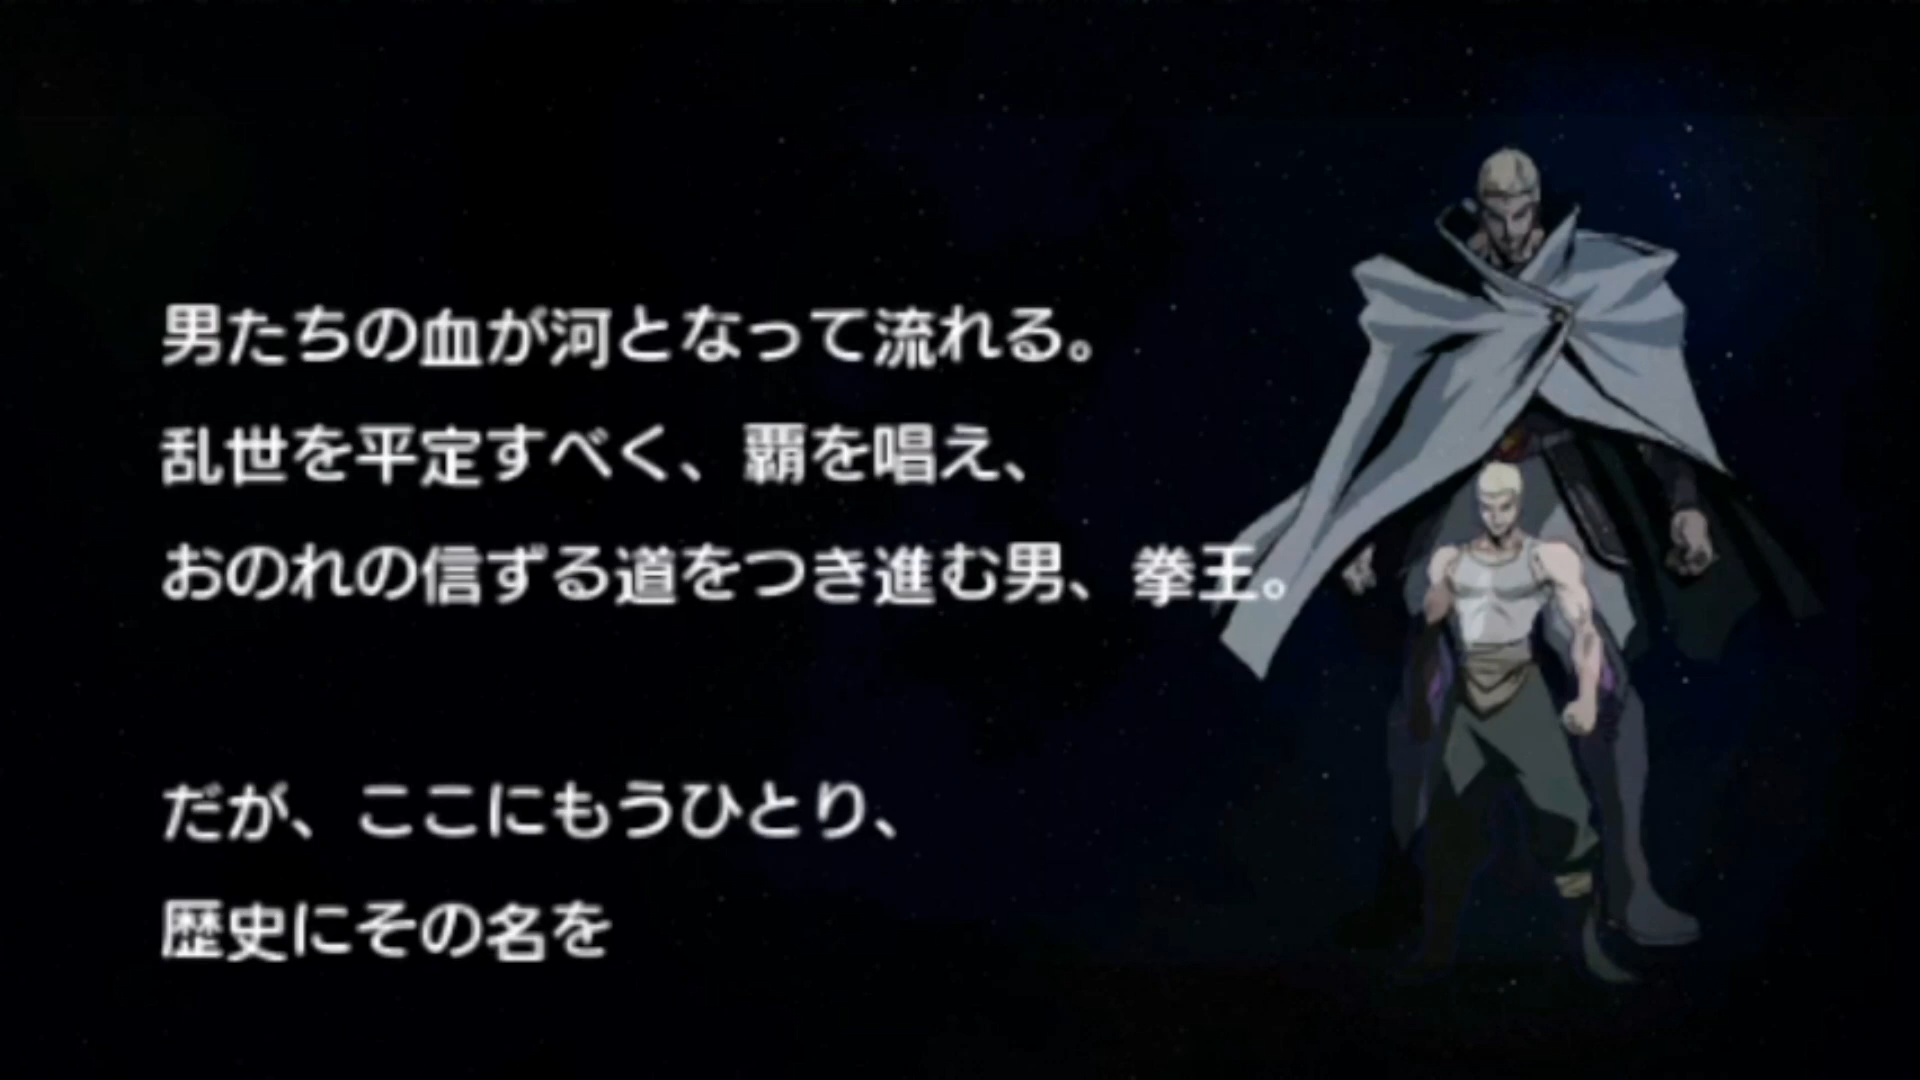 男たちの血が河となって流れる。
乱世を平定すべく、覇を唱え、
おのれの信ずる道をつき進む男、拳王。
だが、ここにもうひとり、
歴史にその名を